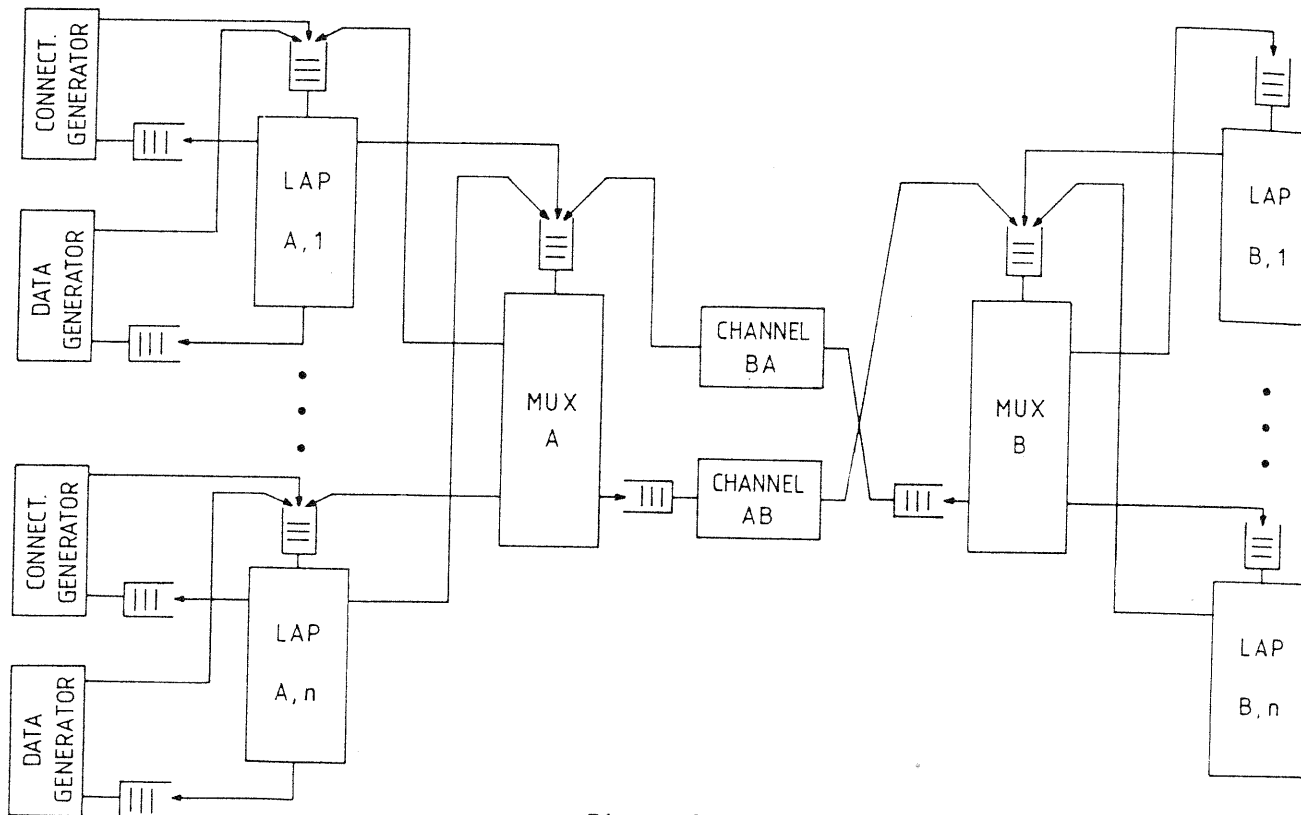 CONNECT.
GENERATOR
DATA
GENERATOR
LAP
A,1
CONNECT.
GENERATOR
DATA
GENERATOR
LAP
A,n
MUX
A
CHANNEL
BA
CHANNEL
AB
MUX
B
LAP
B,1
LAP
B,n